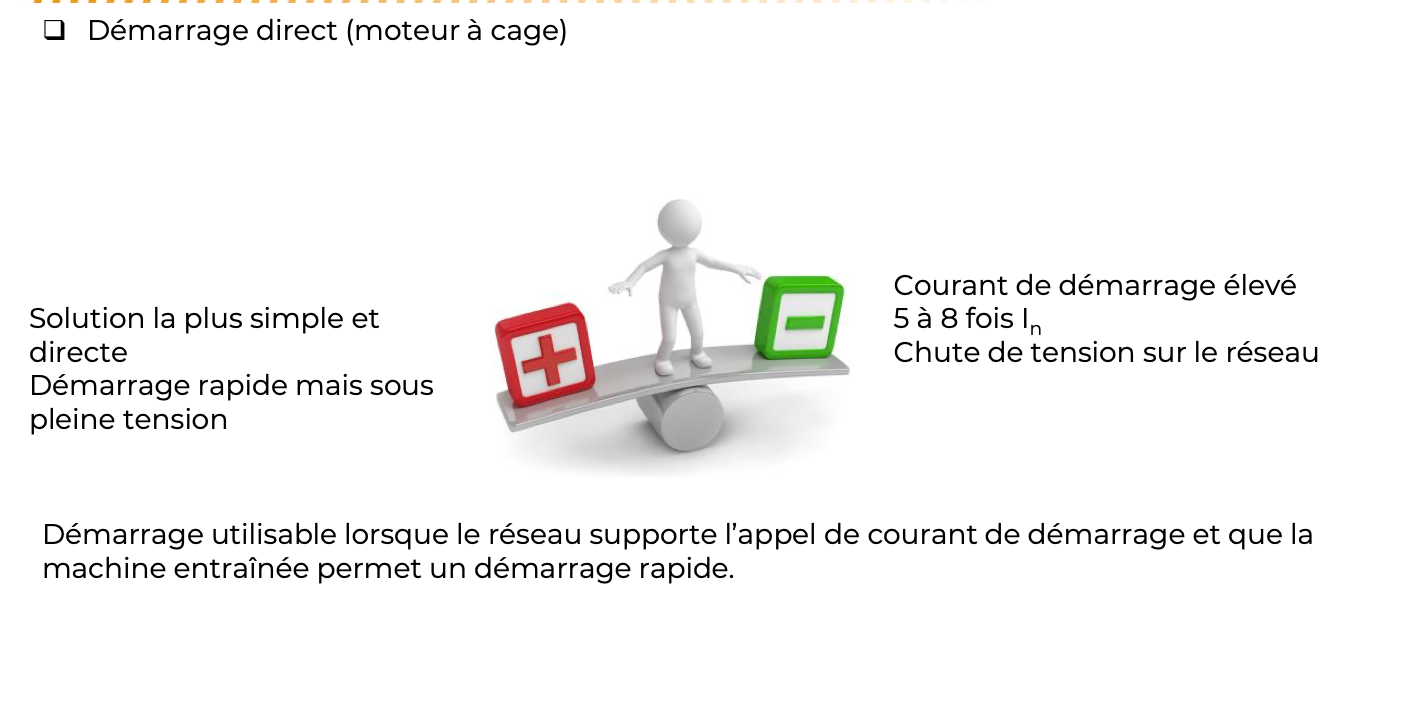 ❑ Démarrage direct (moteur à cage)
Solution la plus simple et
directe
Démarrage rapide mais sous
pleine tension
Courant de démarrage élevé
5 à 8 fois Iₙ
Chute de tension sur le réseau
Démarrage utilisable lorsque le réseau supporte l’appel de courant de démarrage et que la
machine entraînée permet un démarrage rapide.